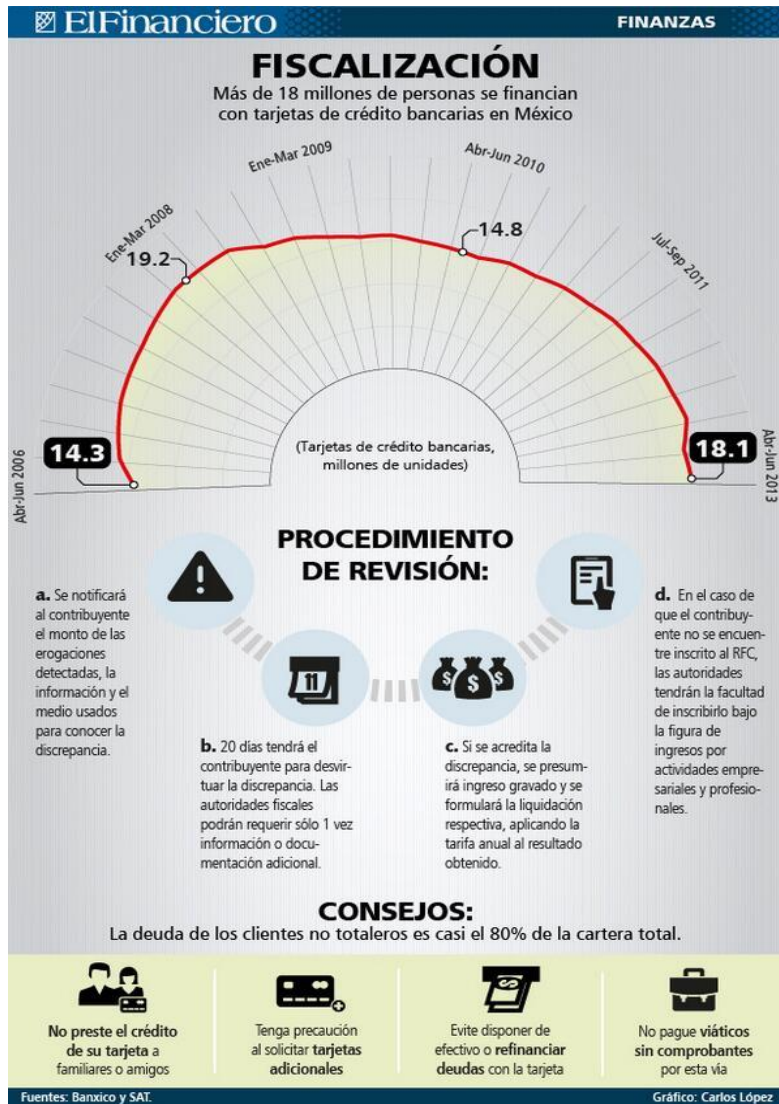 El Financiero
FINANZAS
FISCALIZACIÓN
Más de 18 millones de personas se financian
con tarjetas de crédito bancarias en México
Abr-Jun 2006
Ene-Mar 2008
Ene-Mar 2009
Abr-Jun 2010
Jul-Sep 2011
Abr-Jun 2013
14.3
19.2
14.8
18.1
(Tarjetas de crédito bancarias,
millones de unidades)
PROCEDIMIENTO
DE REVISIÓN:
a. Se notificará
al contribuyente
el monto de las
erogaciones
detectadas, la
información y el
medio usados
para conocer la
discrepancia.
11
b. 20 días tendrá el
contribuyente para desvir-
tuar la discrepancia. Las
autoridades fiscales
podrán requerir sólo 1 vez
información o docu-
mentación adicional.
$ $ $
c. Si se acredita la
discrepancia, se presum-
irá ingreso gravado y se
formulará la liquidación
respectiva, aplicando la
tarifa anual al resultado
obtenido.
d. En el caso de
que el contribuy-
ente no se encuen-
tre inscrito al RFC,
las autoridades
tendrán la facultad
de inscribirlo bajo
la figura de
ingresos por
actividades empre-
sariales y profesio-
nales.
CONSEJOS:
La deuda de los clientes no totaleros es casi el 80% de la cartera total.
No preste el crédito
de su tarjeta a
familiares o amigos
Tenga precaución
al solicitar tarjetas
adicionales
Evite disponer de
efectivo o refinanciar
deudas con la tarjeta
No pague viáticos
sin comprobantes
por esta vía
Fuentes: Banxico y SAT.
Gráfico: Carlos López